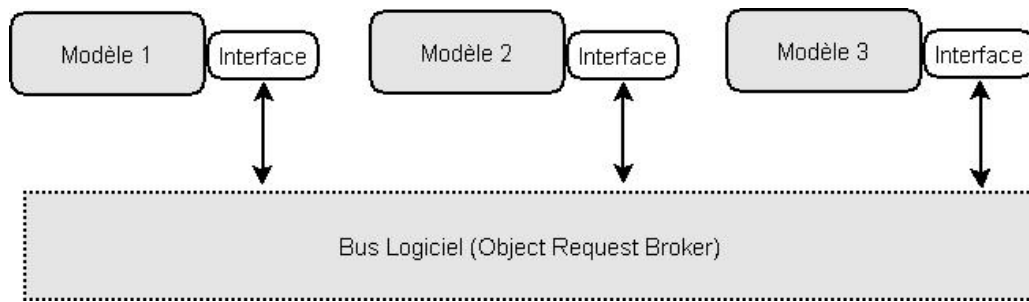 Modèle 1
Interface
Modèle 2
Interface
Modèle 3
Interface
Bus Logiciel (Object Request Broker)